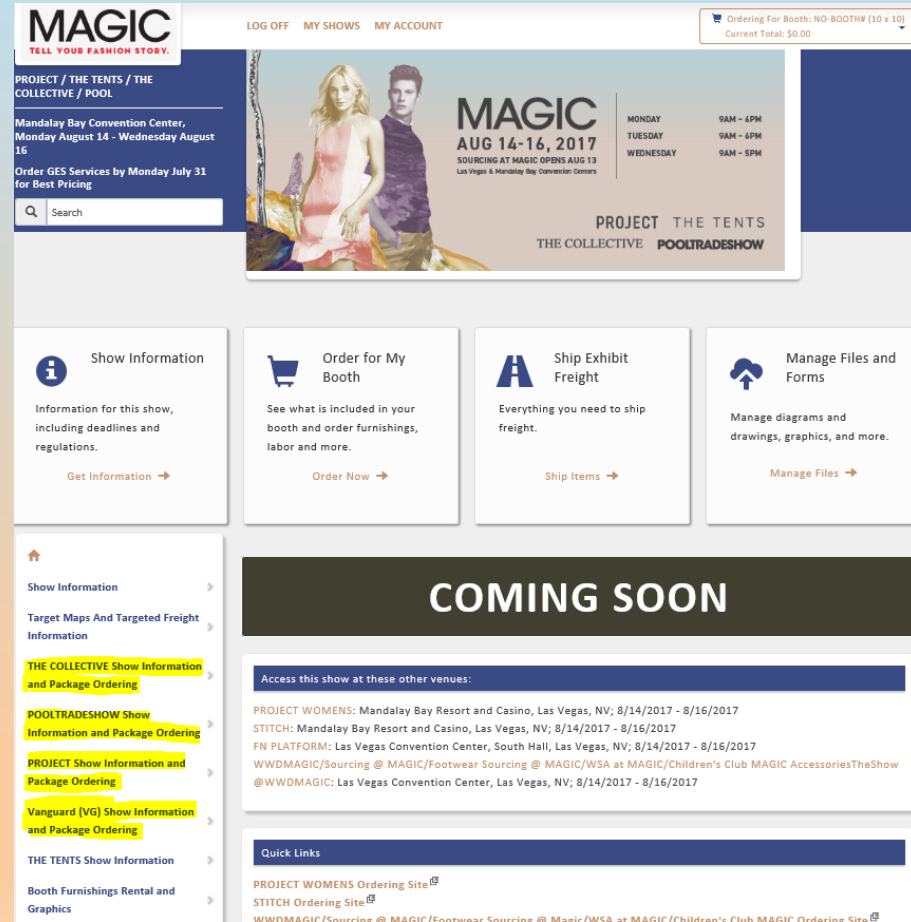 MAGIC
TELL YOUR FASHION STORY.
LOG OFF MY SHOWS MY ACCOUNT
Ordering For Booth: NO-BOOTH# (10 x 10)
Current Total: $0.00
PROJECT / THE TENTS / THE
COLLECTIVE / POOL
Mandalay Bay Convention Center,
Monday August 14 - Wednesday August
16
Order GES Services by Monday July 31
for Best Pricing
Search
MAGIC
AUG 14-16, 2017
SOURCING AT MAGIC OPENS AUG 13
Las Vegas & Mandalay Bay Convention Centers
MONDAY 9AM – 6PM
TUESDAY 9AM – 6PM
WEDNESDAY 9AM – 5PM
PROJECT THE TENTS
THE COLLECTIVE POOLTRADESHOW
Show Information
Information for this show,
including deadlines and
regulations.
Get Information
Order for My
Booth
See what is included in your
booth and order furnishings,
labor and more.
Order Now
Ship Exhibit
Freight
Everything you need to ship
freight.
Ship Items
Manage Files and
Forms
Manage diagrams and
drawings, graphics, and more.
Manage Files
Show Information
Target Maps And Targeted Freight
Information
THE COLLECTIVE Show Information
and Package Ordering
POOLTRADESHOW Show
Information and Package Ordering
PROJECT Show Information and
Package Ordering
Vanguard (VG) Show Information
and Package Ordering
THE TENTS Show Information
Booth Furnishings Rental and
Graphics
COMING SOON
Access this show at these other venues:
PROJECT WOMENS: Mandalay Bay Resort and Casino, Las Vegas, NV; 8/14/2017 - 8/16/2017
STITCH: Mandalay Bay Resort and Casino, Las Vegas, NV; 8/14/2017 - 8/16/2017
FN PLATFORM: Las Vegas Convention Center, South Hall, Las Vegas, NV; 8/14/2017 - 8/16/2017
WWDMAGIC/Sourcing @ MAGIC/Footwear Sourcing @ MAGIC/WSA at MAGIC/Children's Club MAGIC AccessoriesTheShow
@WWDMAGIC: Las Vegas Convention Center, Las Vegas, NV; 8/14/2017 - 8/16/2017
Quick Links
PROJECT WOMENS Ordering Site
STITCH Ordering Site
WWDMAGIC/Sourcing @ MAGIC/Footwear Sourcing @ Magic/WSA at MAGIC/Children's Club MAGIC Ordering Site